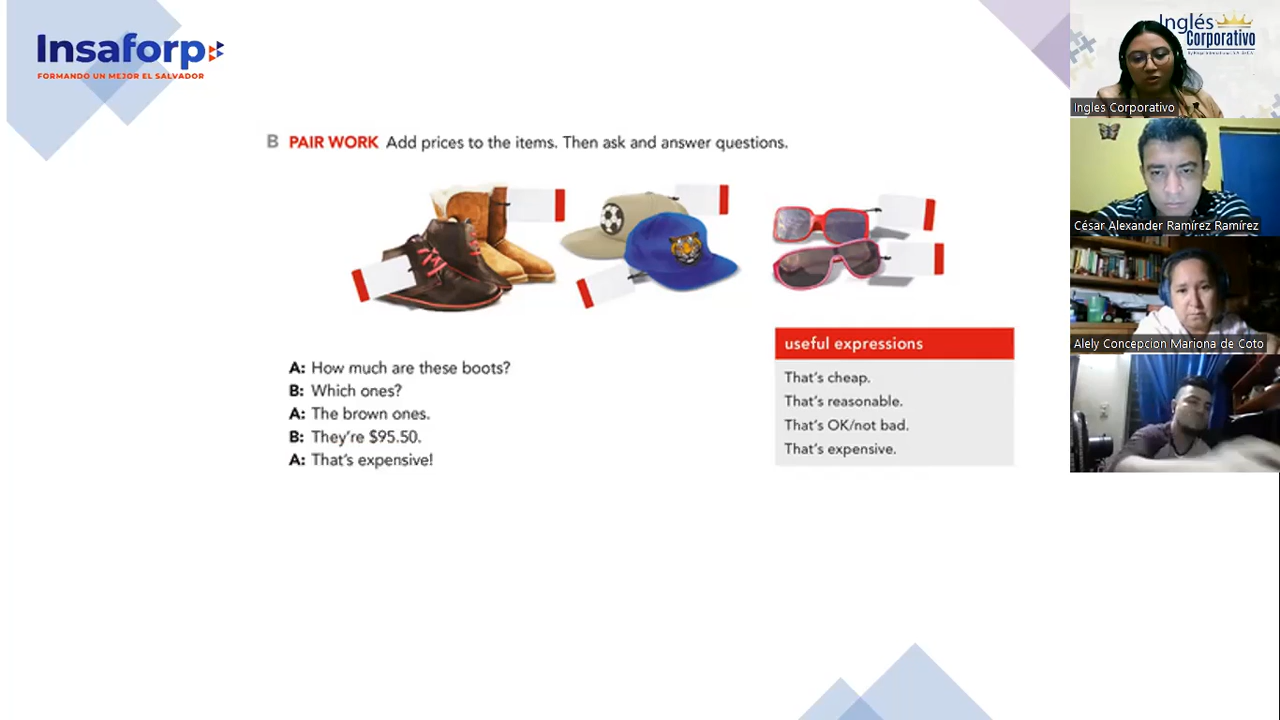 Insaforp
FORMANDO UN MEJOR EL SALVADOR
B PAIR WORK Add prices to the items. Then ask and answer questions.
A: How much are these boots?
B: Which ones?
A: The brown ones.
B: They're $95.50.
A: That's expensive!
useful expressions
That's cheap.
That's reasonable.
That's OK/not bad.
That's expensive.
Inglés
Corporativo
Ingles Corporativo
César Alexander Ramírez Ramírez
Alely Concepcion Mariona de Coto